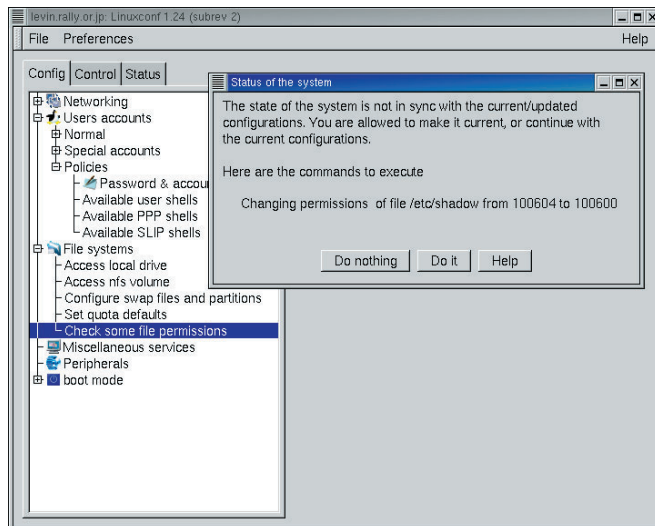 levin.rally.or.jp: Linuxconf 1.24 (subrev 2)
File Preferences Help
Config Control Status
Networking
Users accounts
Normal
Special accounts
Policies
Password & accou
Available user shells
Available PPP shells
Available SLIP shells
File systems
Access local drive
Access nfs volume
Configure swap files and partitions
Set quota defaults
Check some file permissions
Miscellaneous services
Peripherals
boot mode
Status of the system
The state of the system is not in sync with the current/updated
configurations. You are allowed to make it current, or continue with
the current configurations.
Here are the commands to execute
Changing permissions of file /etc/shadow from 100604 to 100600
Do nothing Do it Help